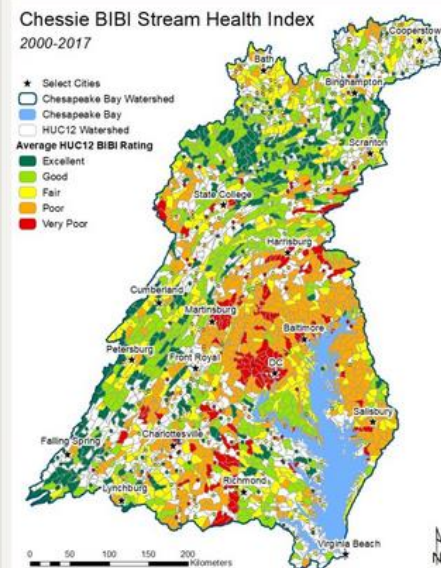 Chessie BIBI Stream Health Index
2000-2017
Select Cities
Chesapeake Bay Watershed
Chesapeake Bay
HUC12 Watershed
Average HUC12 BIBI Rating
Excellent
Good
Fair
Poor
Very Poor
Cooperstown
Bath
Binghampton
Scranton
State College
Harrisburg
Cumberland
Martinsburg
Baltimore
Petersburg
Front Royal
DC
Salisbury
Falling Spring
Charlottesville
Lynchburg
Richmond
Virginia Beach
0 50 100 150 200
Kilometers
N